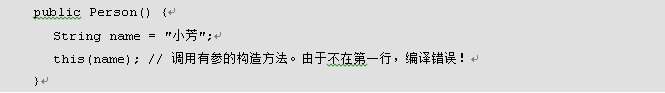 public Person() {
String name = "小芳";
this(name); // 调用有参的构造方法。由于不在第一行，编译错误！
}